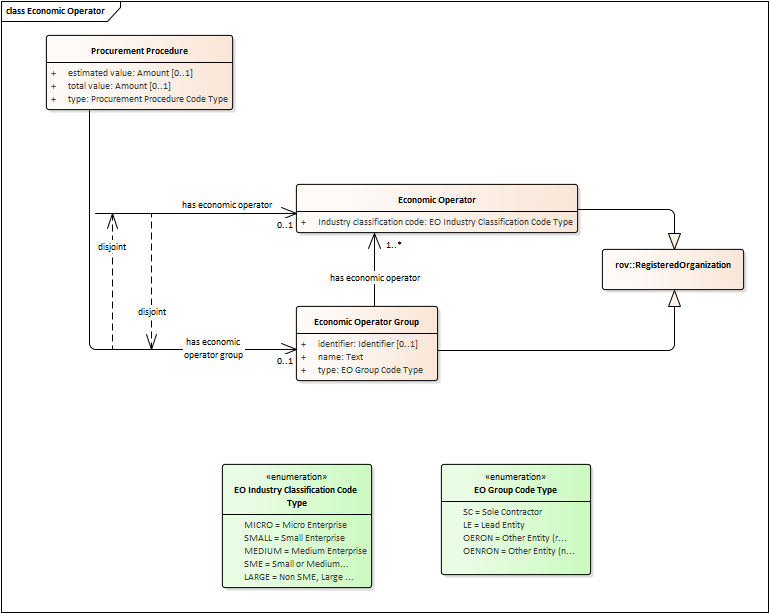 class Economic Operator
Procurement Procedure
+ estimated value: Amount [0..1]
+ total value: Amount [0..1]
+ type: Procurement Procedure Code Type
has economic operator
0..1
Economic Operator
+ Industry classification code: EO Industry Classification Code Type
rov::RegisteredOrganization
disjoint
1..*
has economic operator
disjoint
has economic
operator group
0..1
Economic Operator Group
+ identifier: Identifier [0..1]
+ name: Text
+ type: EO Group Code Type
«enumeration»
EO Industry Classification Code
Type
MICRO = Micro Enterprise
SMALL = Small Enterprise
MEDIUM = Medium Enterprise
SME = Small or Medium...
LARGE = Non SME, Large ...
«enumeration»
EO Group Code Type
SC = Sole Contractor
LE = Lead Entity
OERON = Other Entity (r...
OENRON = Other Entity (n...